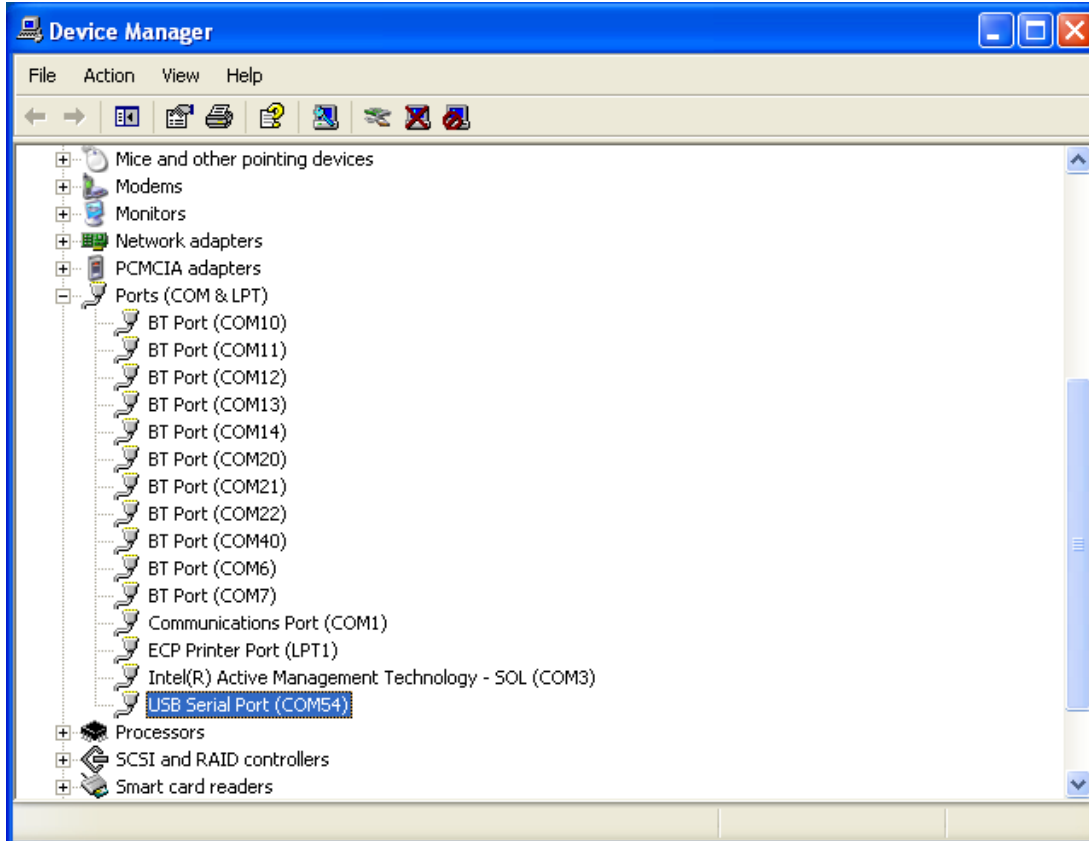 Device Manager
File Action View Help
Mice and other pointing devices
Modems
Monitors
Network adapters
PCMCIA adapters
Ports (COM & LPT)
BT Port (COM10)
BT Port (COM11)
BT Port (COM12)
BT Port (COM13)
BT Port (COM14)
BT Port (COM20)
BT Port (COM21)
BT Port (COM22)
BT Port (COM40)
BT Port (COM6)
BT Port (COM7)
Communications Port (COM1)
ECP Printer Port (LPT1)
Intel(R) Active Management Technology - SOL (COM3)
USB Serial Port (COM54)
Processors
SCSI and RAID controllers
Smart card readers